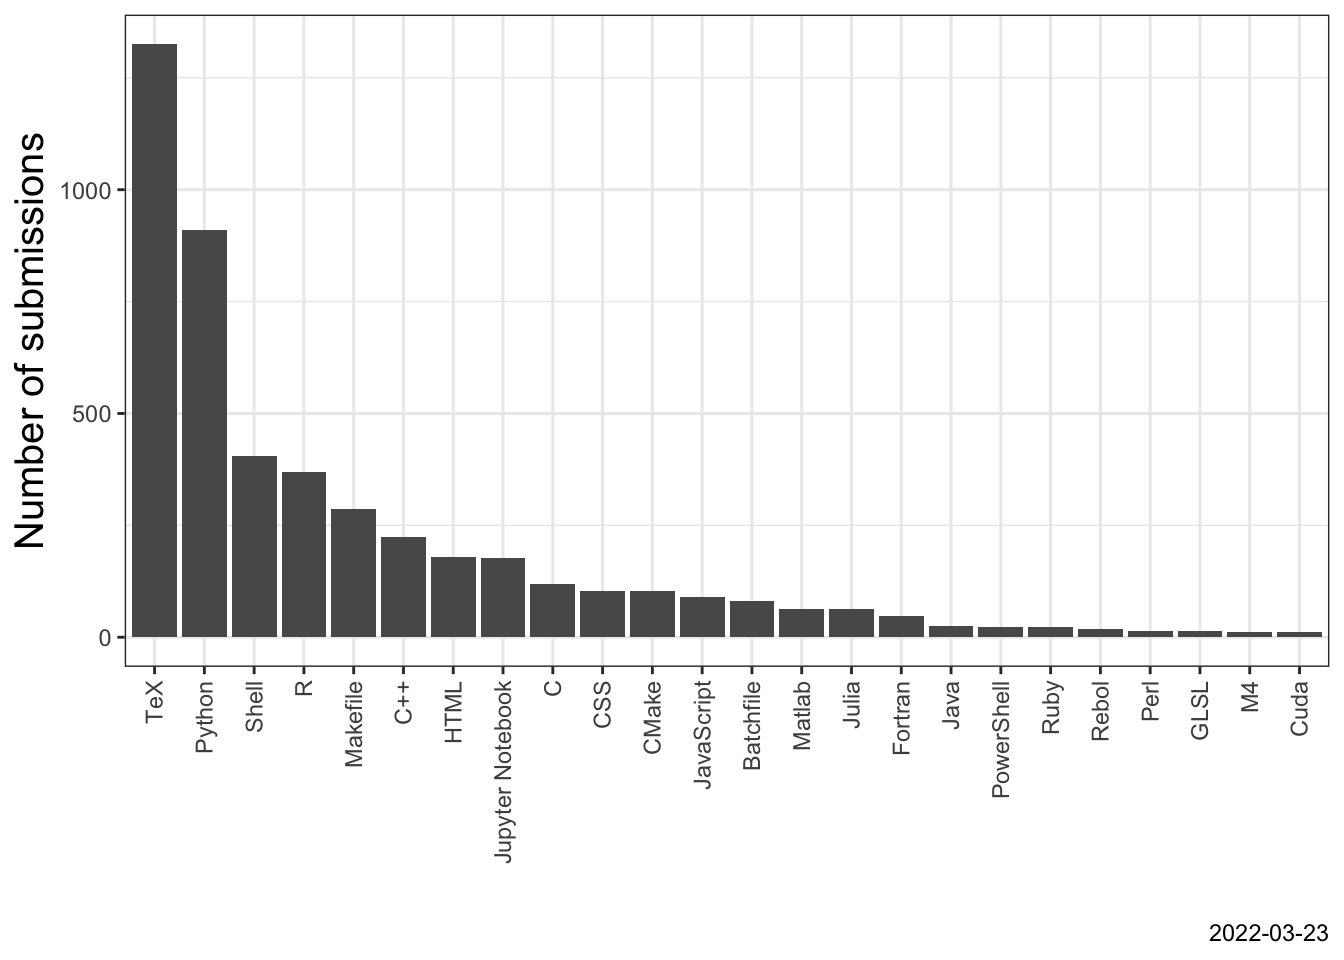 Number of submissions
1000
500
0
TeX
Python
Shell
R
Makefile
C++
HTML
Jupyter Notebook
C
CSS
CMake
JavaScript
Batchfile
Matlab
Julia
Fortran
Java
PowerShell
Ruby
Rebol
Perl
GLSL
M4
Cuda
2022-03-23